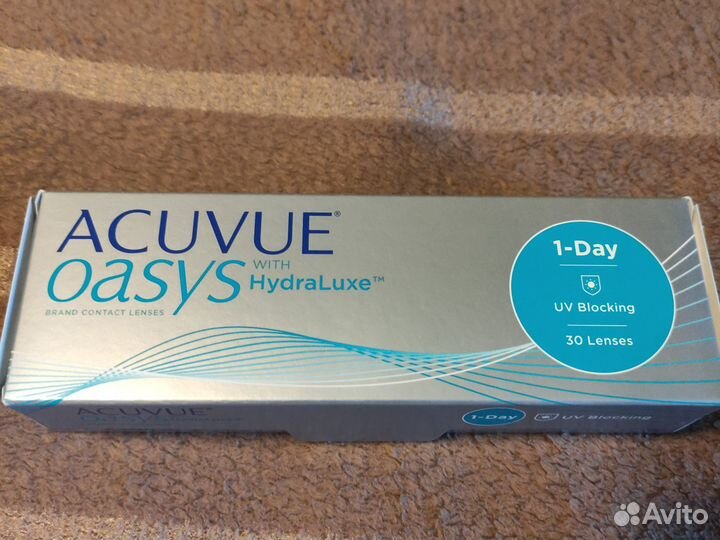 ACUVUE®
oasys WITH HydraLuxe™
BRAND CONTACT LENSES
1-Day
UV Blocking
30 Lenses
ACUVUE
oasys
1-Day UV Blocking
Avito